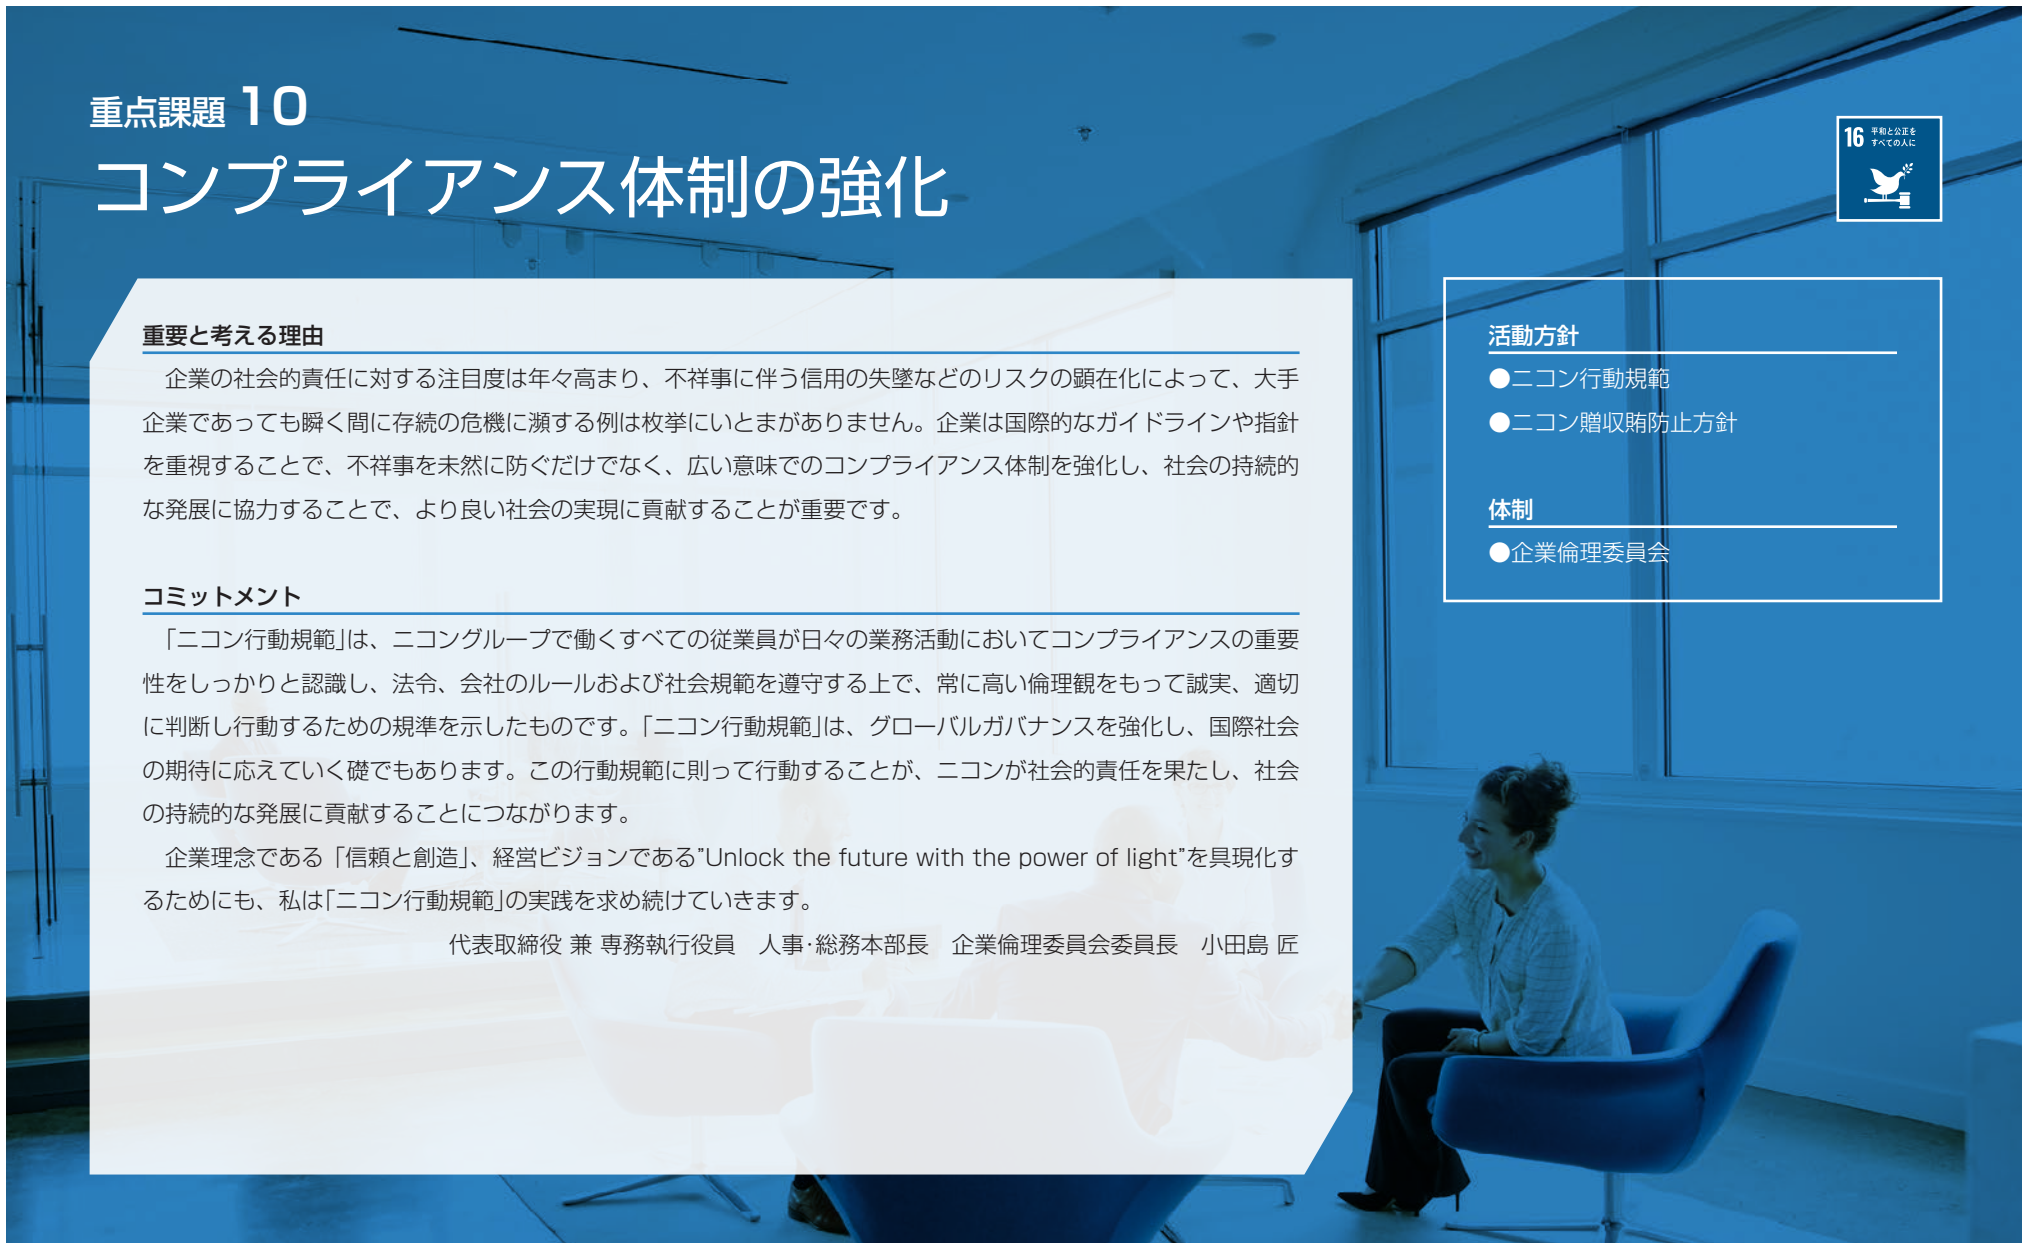 重点課題 10
コンプライアンス体制の強化
16 平和と公正を
すべての人に
重要と考える理由
企業の社会的責任に対する注目度は年々高まり、不祥事に伴う信用の失墜などのリスクの顕在化によって、大手
企業であっても瞬く間に存続の危機に瀕する例は枚挙にいとまがありません。企業は国際的なガイドラインや指針
を重視することで、不祥事を未然に防ぐだけでなく、広い意味でのコンプライアンス体制を強化し、社会の持続的
な発展に協力することで、より良い社会の実現に貢献することが重要です。
コミットメント
「ニコン行動規範」は、ニコングループで働くすべての従業員が日々の業務活動においてコンプライアンスの重要
性をしっかりと認識し、法令、会社のルールおよび社会規範を遵守する上で、常に高い倫理観をもって誠実、適切
に判断し行動するための規準を示したものです。「ニコン行動規範」は、グローバルガバナンスを強化し、国際社会
の期待に応えていく礎でもあります。この行動規範に則って行動することが、ニコンが社会的責任を果たし、社会
の持続的な発展に貢献することにつながります。
企業理念である「信頼と創造」、経営ビジョンである”Unlock the future with the power of light”を具現化す
るためにも、私は「ニコン行動規範」の実践を求め続けていきます。
代表取締役 兼 専務執行役員　人事・総務本部長　企業倫理委員会委員長　小田島 匠
活動方針
●ニコン行動規範
●ニコン贈収賄防止方針
体制
●企業倫理委員会